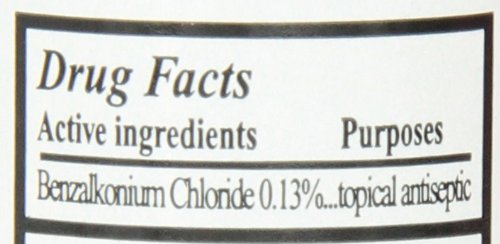 Drug Facts
Active ingredients Purposes
Benzalkonium Chloride 0.13%...topical antiseptic